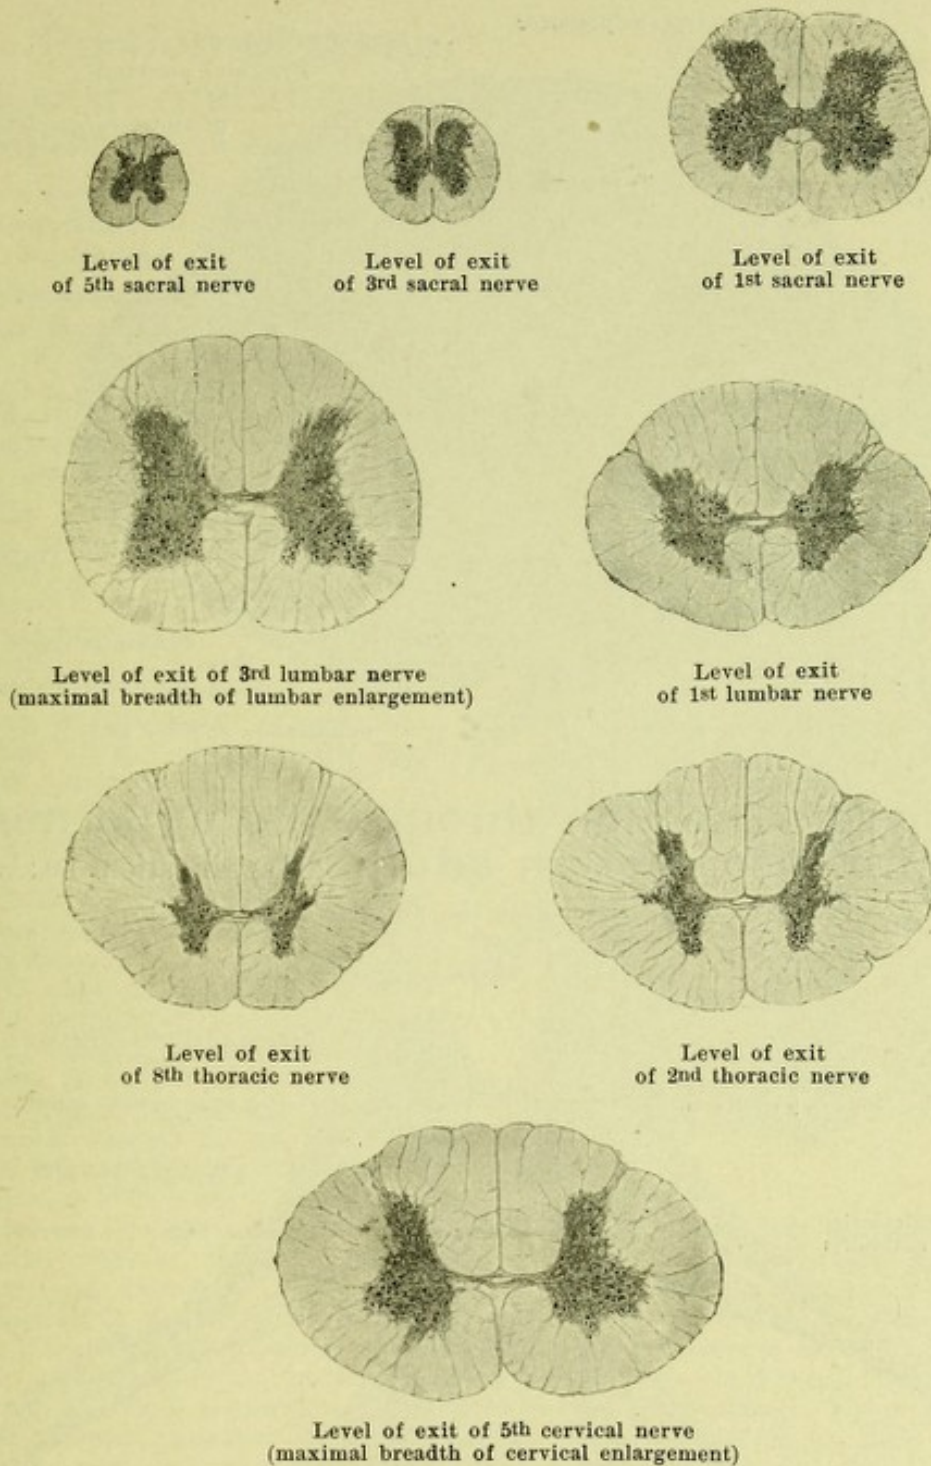 Level of exit
of 5th sacral nerve
Level of exit
of 3rd sacral nerve
Level of exit
of 1st sacral nerve
Level of exit of 3rd lumbar nerve
(maximal breadth of lumbar enlargement)
Level of exit
of 1st lumbar nerve
Level of exit
of 8th thoracic nerve
Level of exit
of 2nd thoracic nerve
Level of exit of 5th cervical nerve
(maximal breadth of cervical enlargement)